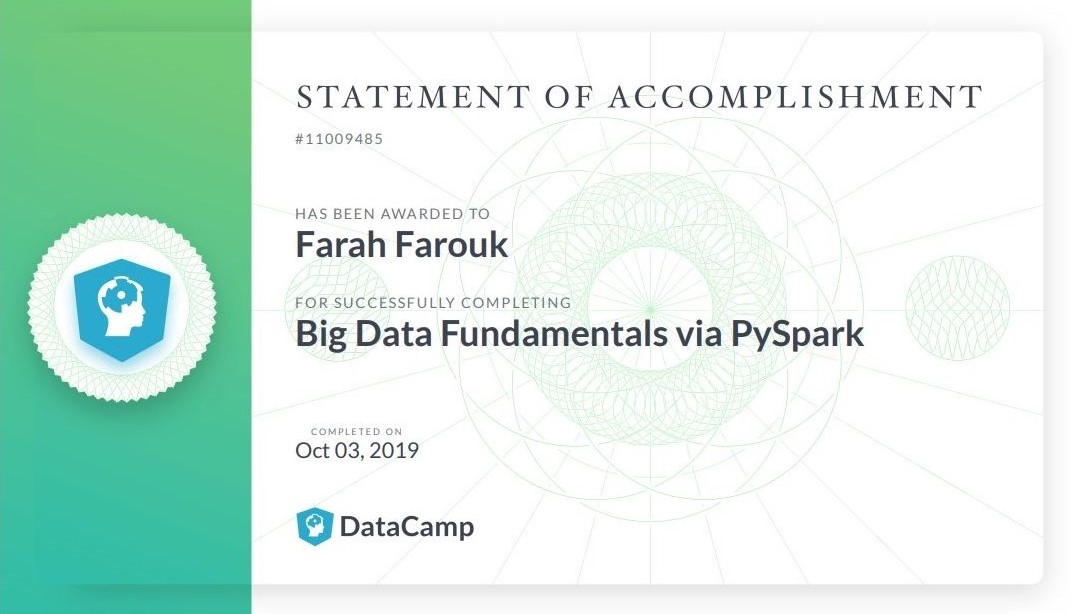 STATEMENT OF ACCOMPLISHMENT
#11009485
HAS BEEN AWARDED TO
Farah Farouk
FOR SUCCESSFULLY COMPLETING
Big Data Fundamentals via PySpark
COMPLETED ON
Oct 03, 2019
DataCamp